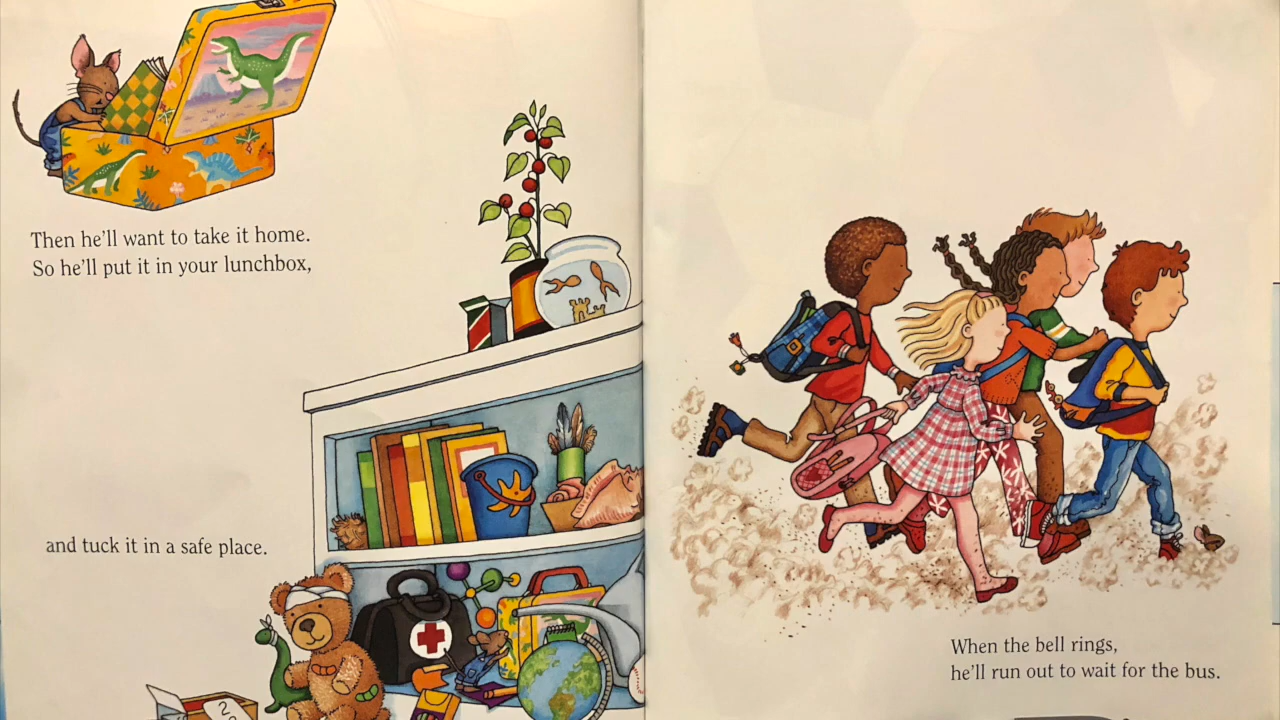 Then he'll want to take it home.
So he'll put it in your lunchbox,
and tuck it in a safe place.
When the bell rings,
he'll run out to wait for the bus.